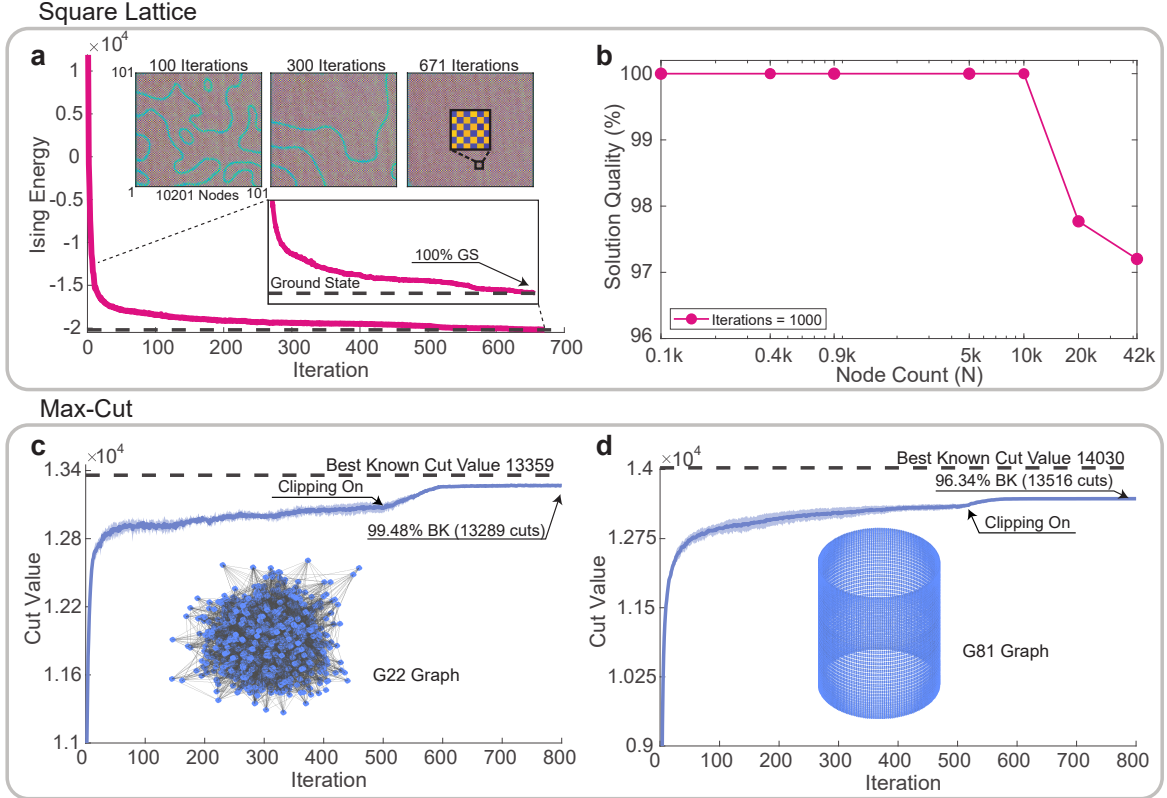 Square Lattice
a
×10⁴
100 Iterations
300 Iterations
671 Iterations
101
1
10201 Nodes
101
1
0.5
0
-0.5
-1
-1.5
-2
Ising Energy
100% GS
Ground State
0
100
200
300
400
500
600
700
Iteration
b
100
99
98
97
96
Solution Quality (%)
Iterations = 1000
0.1k
0.4k
0.9k
5k
10k
20k
42k
Node Count (N)
Max-Cut
c
×10⁴
1.34
1.28
1.22
1.16
1.1
Cut Value
Best Known Cut Value 13359
Clipping On
99.48% BK (13289 cuts)
G22 Graph
0
100
200
300
400
500
600
700
800
Iteration
d
×10⁴
1.4
1.275
1.15
1.025
0.9
Cut Value
Best Known Cut Value 14030
96.34% BK (13516 cuts)
Clipping On
G81 Graph
0
100
200
300
400
500
600
700
800
Iteration